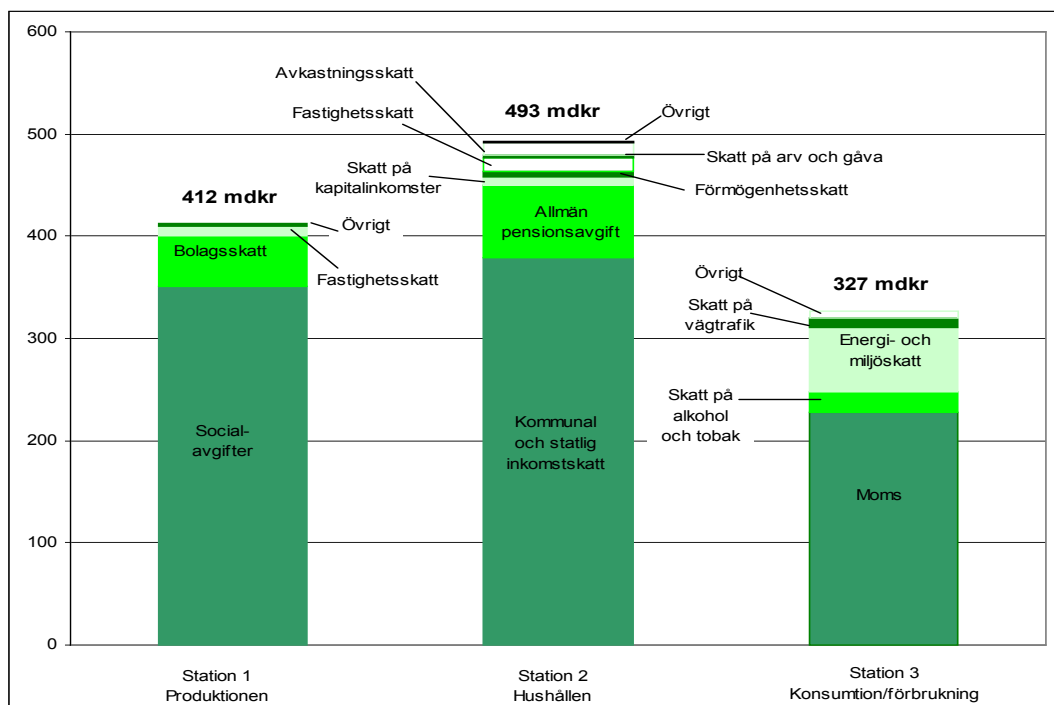 600
500
400
300
200
100
0
412 mdkr
Övrigt
Bolagsskatt
Fastighetsskatt
Social-
avgifter
Station 1
Produktionen
493 mdkr
Avkastningsskatt
Fastighetsskatt
Övrigt
Skatt på arv och gåva
Skatt på
kapitalinkomster
Förmögenhetsskatt
Allmän
pensionsavgift
Kommunal
och statlig
inkomstskatt
Station 2
Hushållen
327 mdkr
Övrigt
Skatt på
vägtrafik
Energi- och
miljöskatt
Skatt på
alkohol
och tobak
Moms
Station 3
Konsumtion/förbrukning